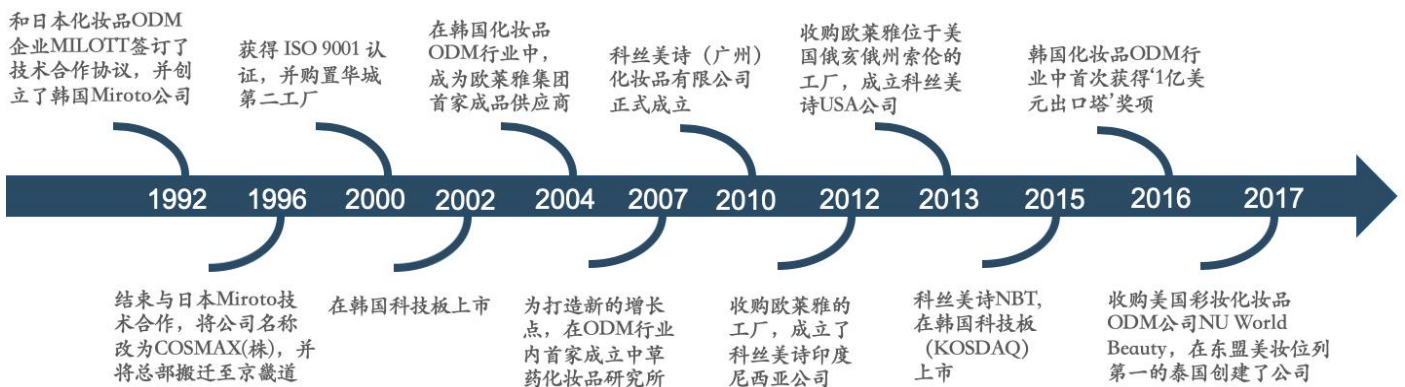 和日本化妆品ODM
企业MILOTT签订了
技术合作协议，并创
立了韩国Miroto公司
获得 ISO 9001 认
证，并购置华城
第二工厂
在韩国化妆品
ODM行业中，
成为欧莱雅集团
首家成品供应商
科丝美诗（广州）
化妆品有限公司
正式成立
收购欧莱雅位于美
国俄亥俄州索伦的
工厂，成立科丝美
诗USA公司
韩国化妆品ODM行
业中首次获得‘1亿美
元出口塔’奖项
1992 1996 2000 2002 2004 2007 2010 2012 2013 2015 2016 2017
结束与日本Miroto技
术合作，将公司名称
改为COSMAX(株)，并
将总部搬迁至京畿道
在韩国科技板上市
为打造新的增长
点，在ODM行业
内首家成立中草
药化妆品研究所
收购欧莱雅的
工厂，成立了
科丝美诗印度
尼西亚公司
科丝美诗NBT,
在韩国科技板
（KOSDAQ）
上市
收购美国彩妆化妆品
ODM公司NU World
Beauty，在东盟美妆位列
第一的泰国创建了公司